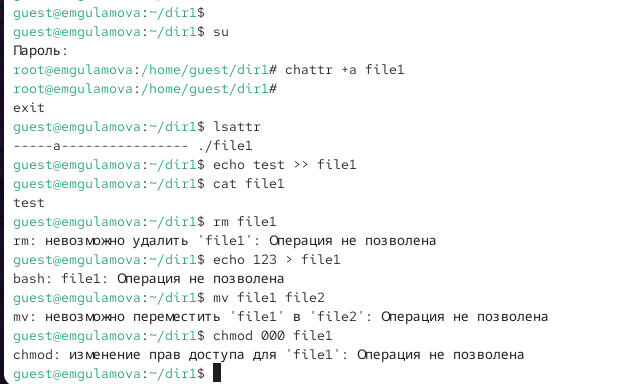 guest@emgulamova:~/dir1$
guest@emgulamova:~/dir1$ su
Пароль:
root@emgulamova:/home/guest/dir1# chattr +a file1
root@emgulamova:/home/guest/dir1#
exit
guest@emgulamova:~/dir1$ lsattr
-----a---------------- ./file1
guest@emgulamova:~/dir1$ echo test >> file1
guest@emgulamova:~/dir1$ cat file1
test
guest@emgulamova:~/dir1$ rm file1
rm: невозможно удалить 'file1': Операция не позволена
guest@emgulamova:~/dir1$ echo 123 > file1
bash: file1: Операция не позволена
guest@emgulamova:~/dir1$ mv file1 file2
mv: невозможно переместить 'file1' в 'file2': Операция не позволена
guest@emgulamova:~/dir1$ chmod 000 file1
chmod: изменение прав доступа для 'file1': Операция не позволена
guest@emgulamova:~/dir1$